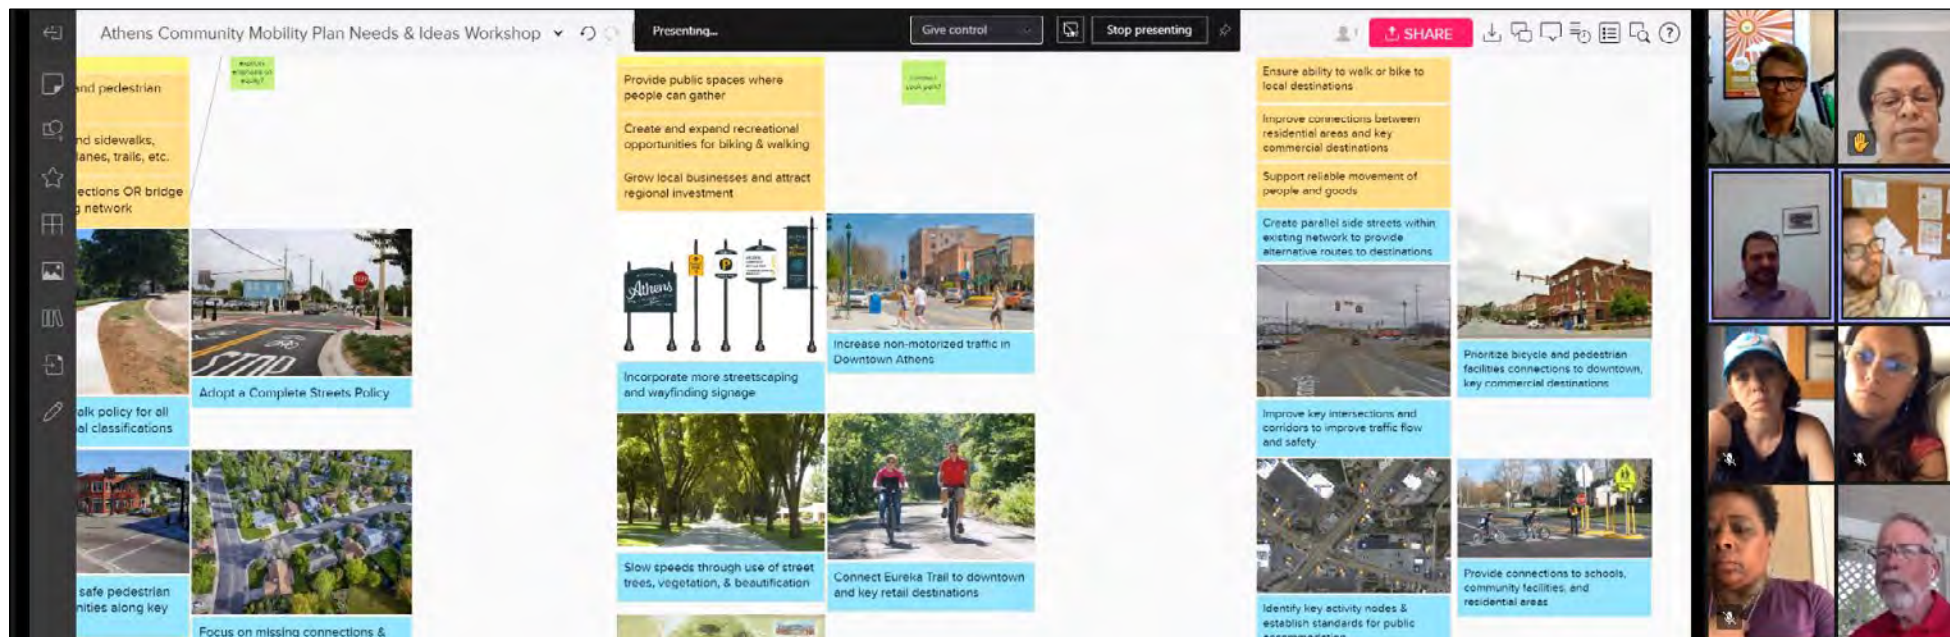 Athens Community Mobility Plan Needs & Ideas Workshop
Presenting...
Give control
Stop presenting
SHARE
and pedestrian
nd sidewalks,
lanes, trails, etc.
ections OR bridge
g network
STOP
STOP
Adopt a Complete Streets Policy
alk policy for all
al classifications
safe pedestrian
nities along key
Focus on missing connections &
Provide public spaces where
people can gather
Create and expand recreational
opportunities for biking & walking
Grow local businesses and attract
regional investment
Athens
P
Incorporate more streetscaping
and wayfinding signage
Increase non-motorized traffic in
Downtown Athens
Slow speeds through use of street
trees, vegetation, & beautification
Connect Eureka Trail to downtown
and key retail destinations
Ensure ability to walk or bike to
local destinations
Improve connections between
residential areas and key
commercial destinations
Support reliable movement of
people and goods
Create parallel side streets within
existing network to provide
alternative routes to destinations
Prioritize bicycle and pedestrian
facilities connections to downtown,
key commercial destinations
Improve key intersections and
corridors to improve traffic flow
and safety
Provide connections to schools,
community facilities, and
residential areas
Identify key activity nodes &
establish standards for public